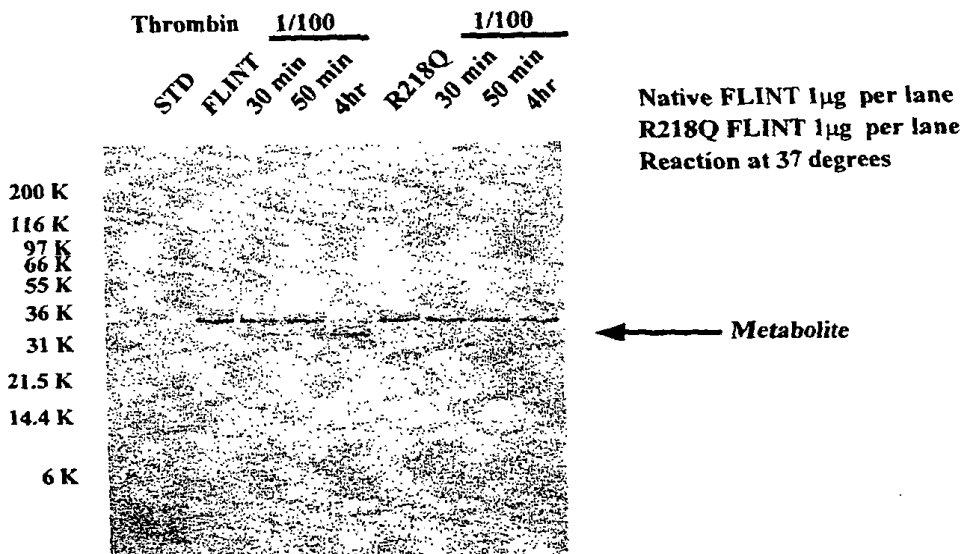 Thrombin 1/100 1/100
STD FLINT 30 min 50 min 4hr R218Q 30 min 50 min 4hr
Native FLINT 1μg per lane
R218Q FLINT 1μg per lane
Reaction at 37 degrees
200 K
116 K
97 K
66 K
55 K
36 K
Metabolite
31 K
21.5 K
14.4 K
6 K